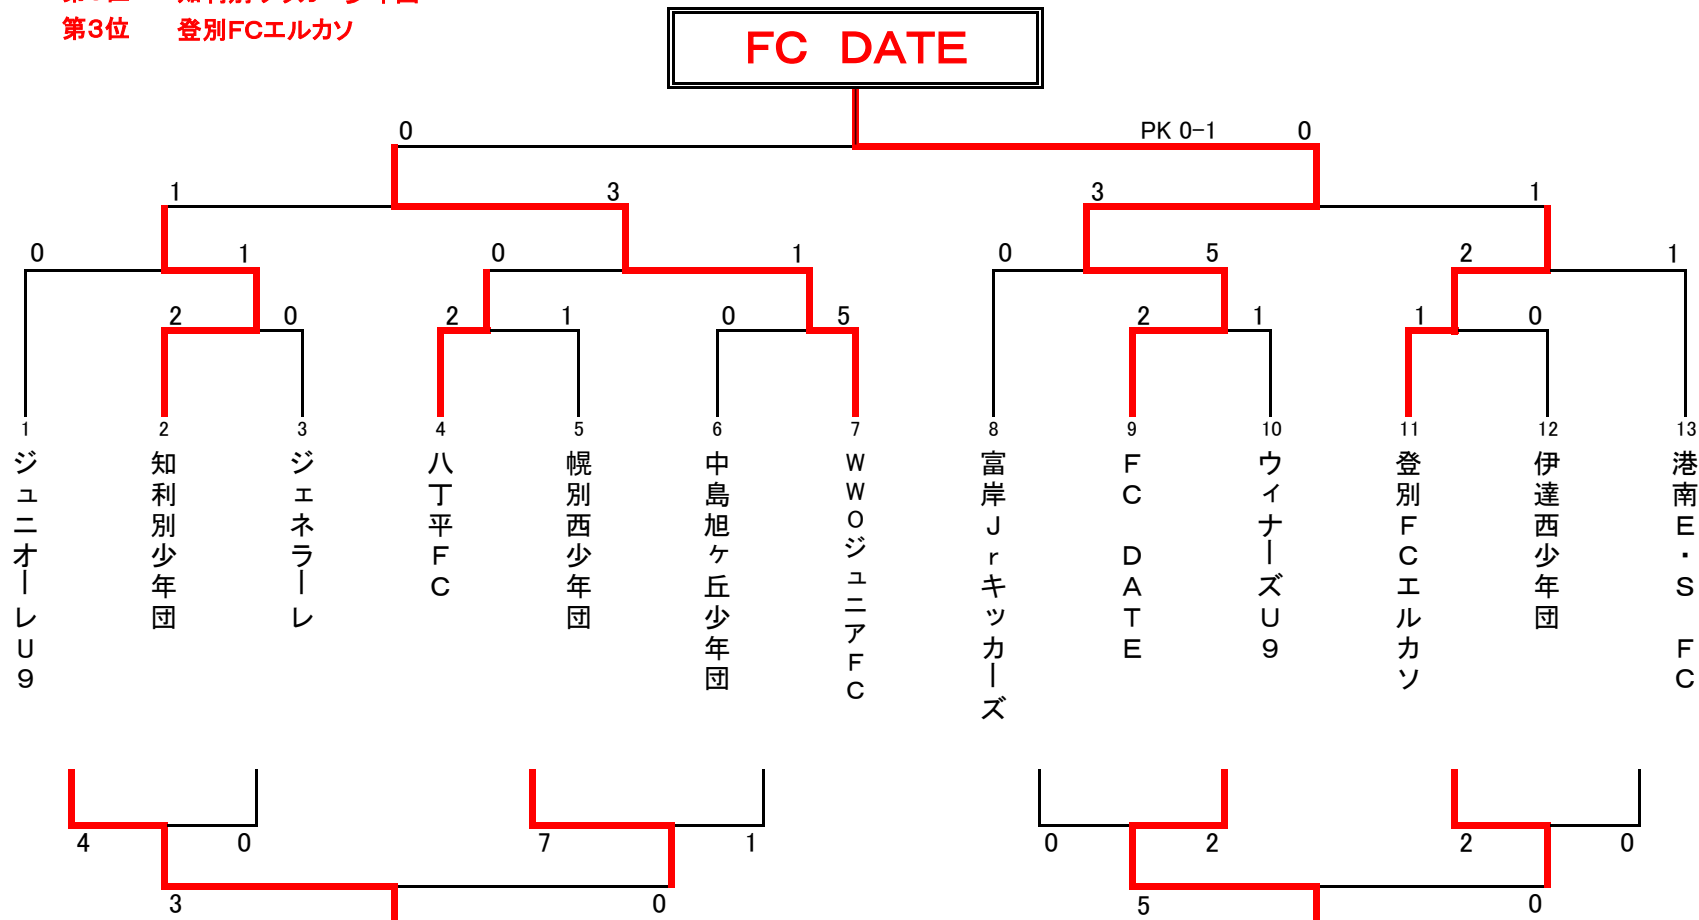 第3位 登別FCエルカソ
FC DATE
0 PK 0-1 0
1 3 3 1
0 1 0 1 0 5 2 1
2 0 2 1 0 5 2 1 1 0
1 2 3 4 5 6 7 8 9 10 11 12 13
ジュニオーレU9
知利別少年団
ジェネラーレ
八丁平FC
幌別西少年団
中島旭ヶ丘少年団
WWOジュニアFC
富岸Jrキッカーズ
FC DATE
ウィナーズU9
登別FCエルカソ
伊達西少年団
港南E・S FC
4 0 7 1 0 2 2 0
3 0 5 0